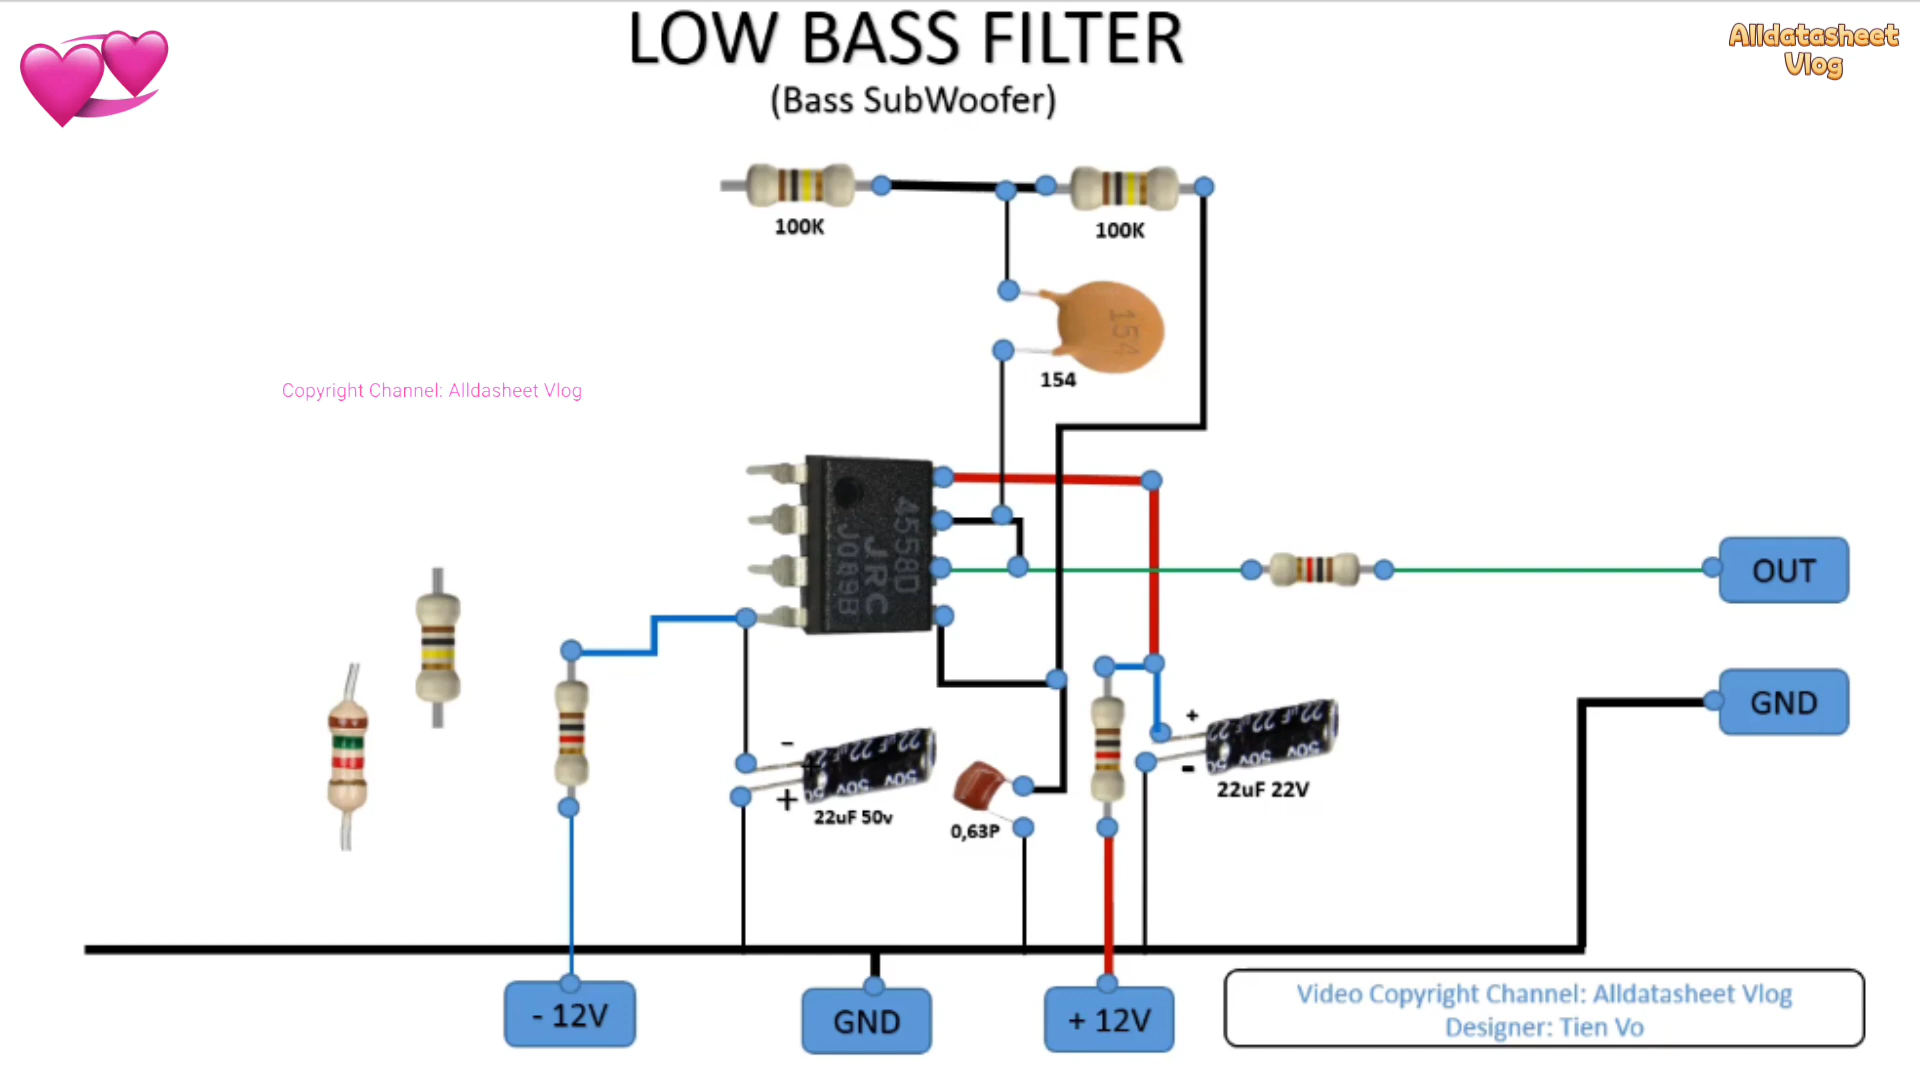 LOW BASS FILTER
(Bass SubWoofer)
Alldatasheet
Vlog
100K
100K
154
154
Copyright Channel: Alldasheet Vlog
4558D
JRC
J089B
OUT
GND
+
-
22uF 22V
-
+
22uF 50v
0,63P
- 12V
GND
+ 12V
Video Copyright Channel: Alldatasheet Vlog
Designer: Tien Vo